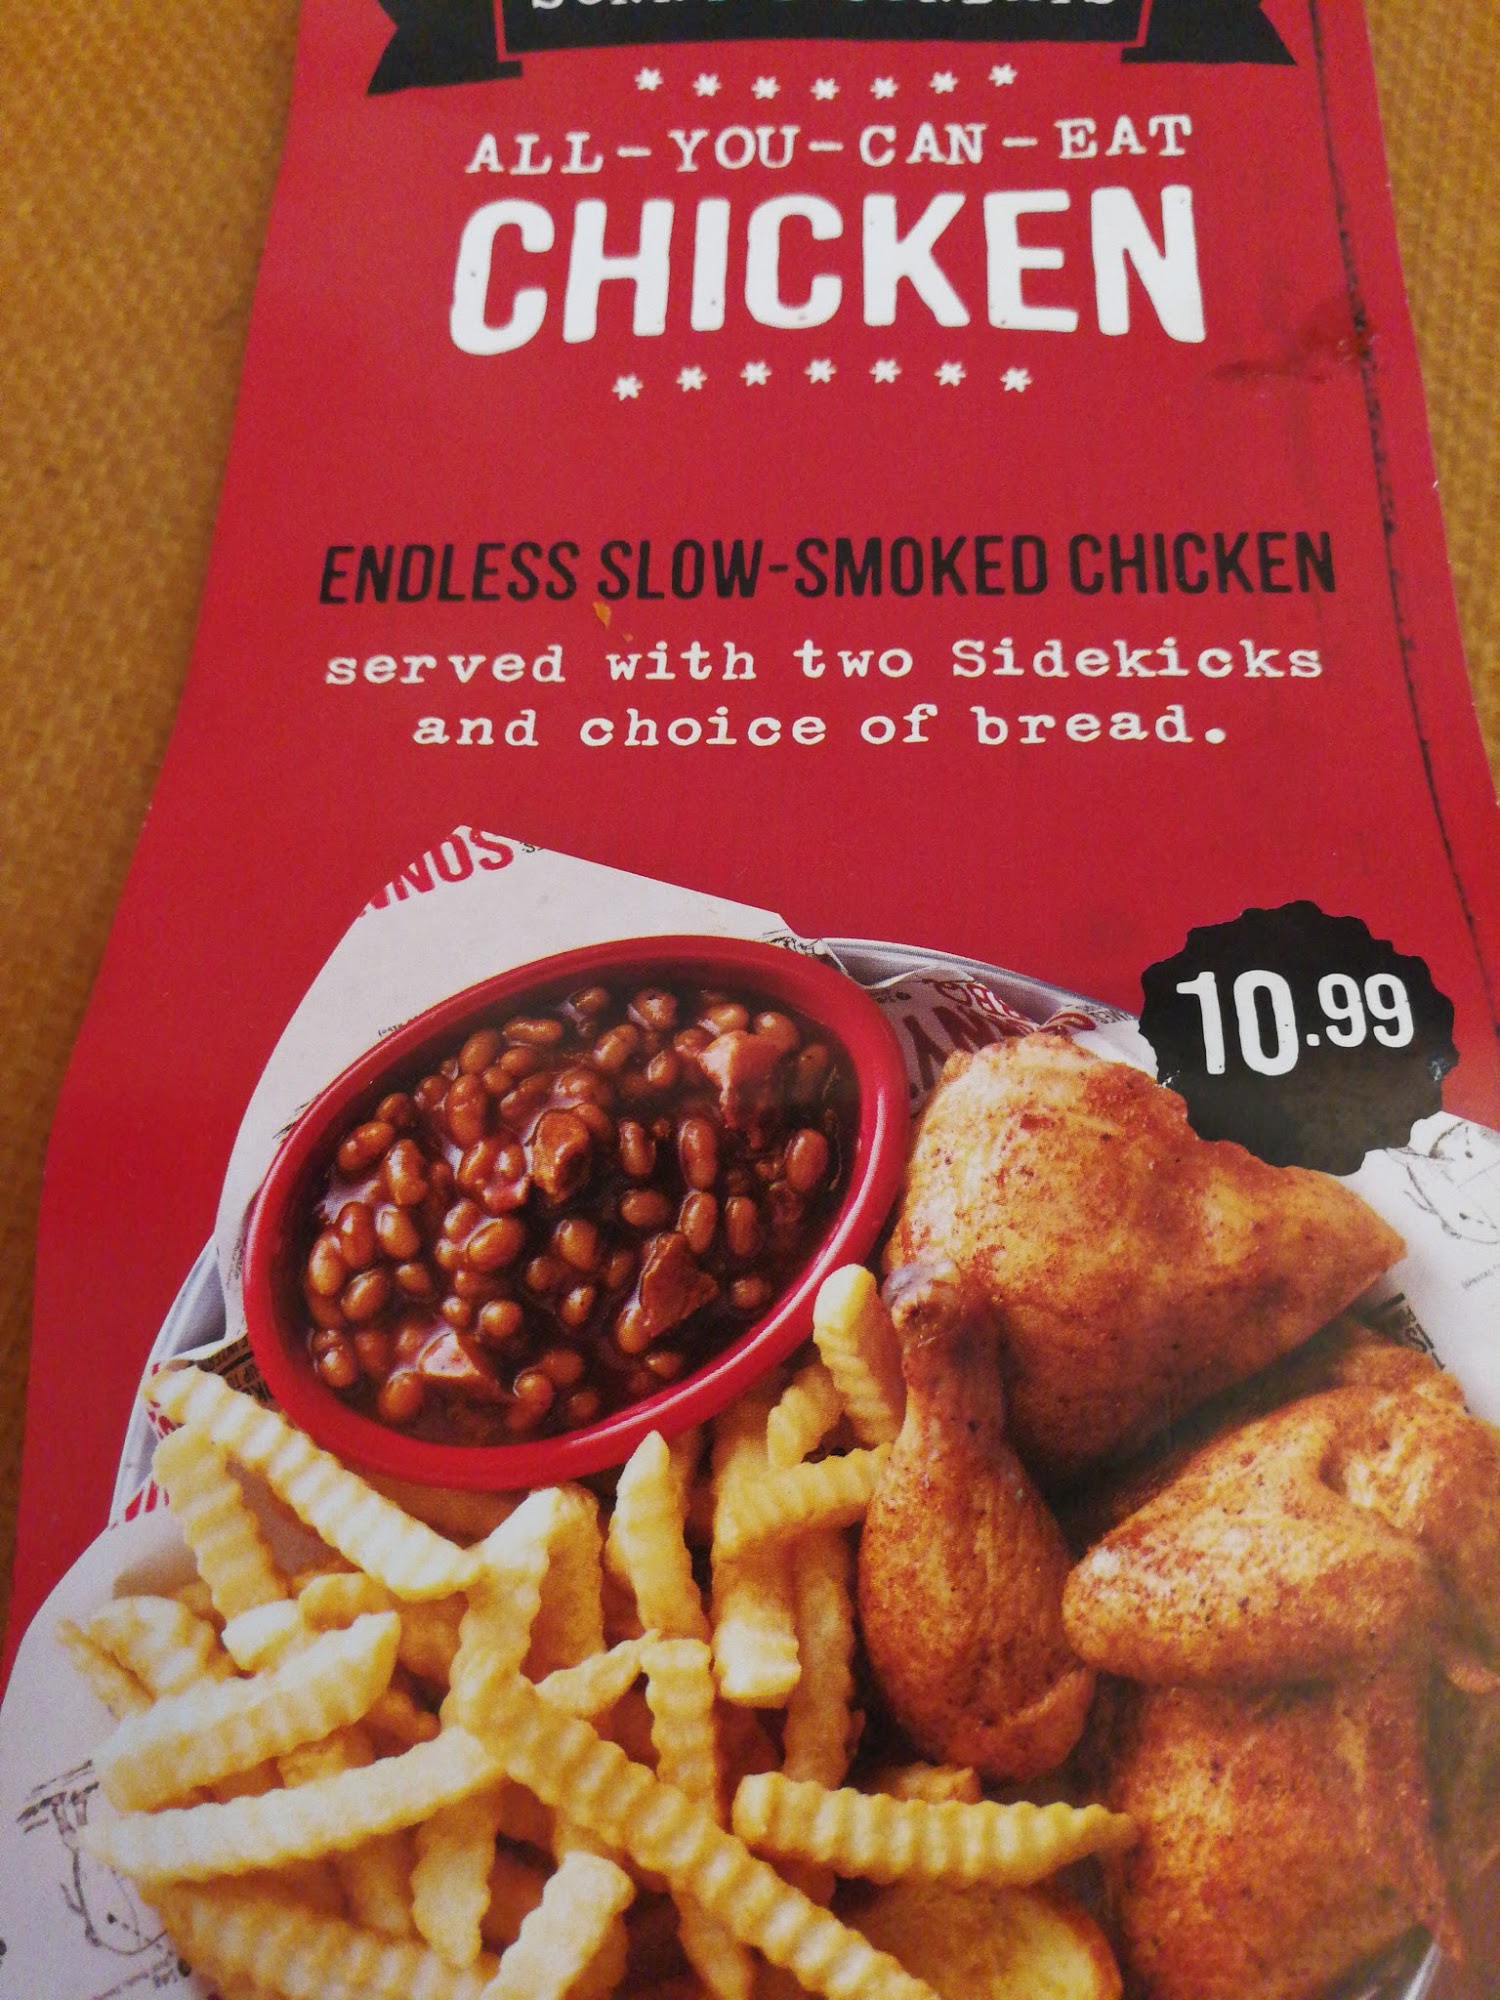 ALL-YOU-CAN-EAT
CHICKEN
ENDLESS SLOW-SMOKED CHICKEN
served with two Sidekicks
and choice of bread.
10.99